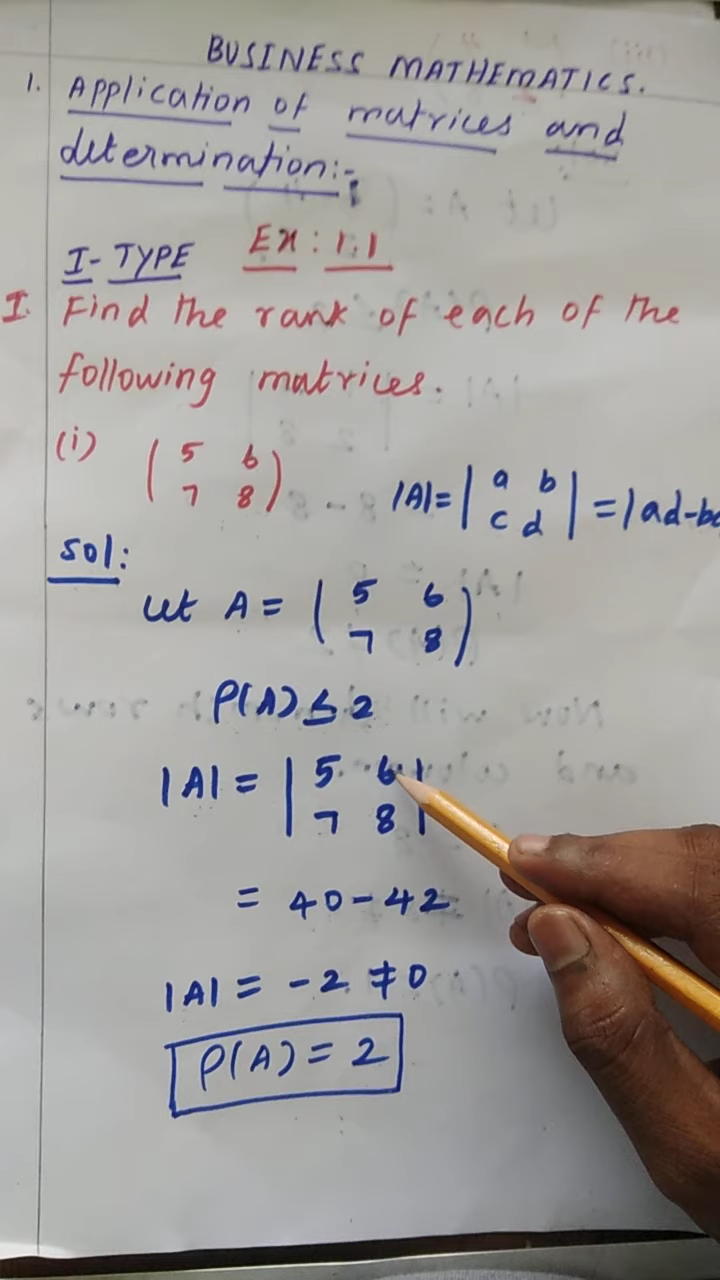 BUSINESS MATHEMATICS.
1. Application of matrices and
determination:-
I-TYPE Ex: 1.1
I. Find the rank of each of the
following matrices.
(i) ( 5 6
7 8 )
|A| = | a b
c d | = |ad-bc
Sol:
Let A = ( 5 6
7 8 )
ρ(A) ≤ 2
|A| = | 5 6 |
| 7 8 |
= 40-42
|A| = -2 ≠ 0
ρ(A) = 2